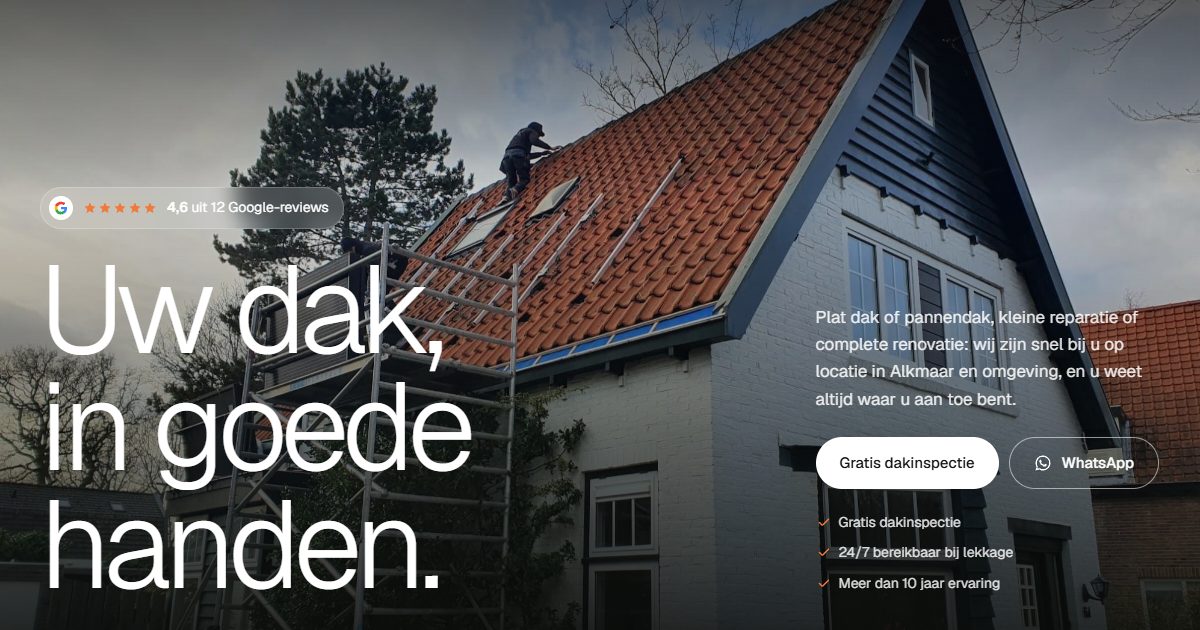 4,6 uit 12 Google-reviews
Uw dak,
in goede
handen.
Plat dak of pannendak, kleine reparatie of
complete renovatie: wij zijn snel bij u op
locatie in Alkmaar en omgeving, en u weet
altijd waar u aan toe bent.
Gratis dakinspectie
WhatsApp
Gratis dakinspectie
24/7 bereikbaar bij lekkage
Meer dan 10 jaar ervaring